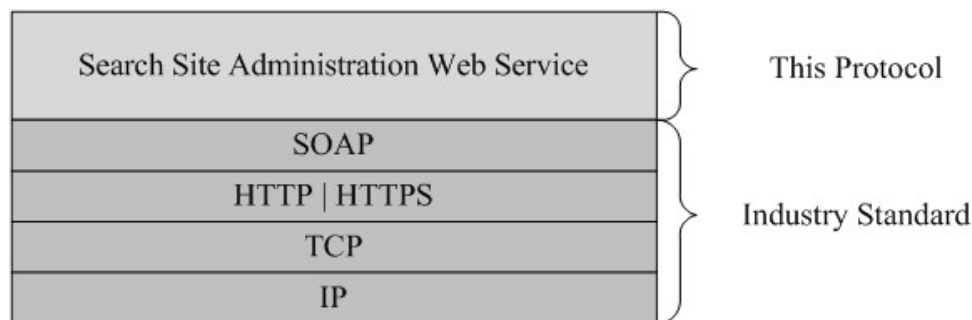 Search Site Administration Web Service
This Protocol
SOAP
HTTP | HTTPS
TCP
IP
Industry Standard